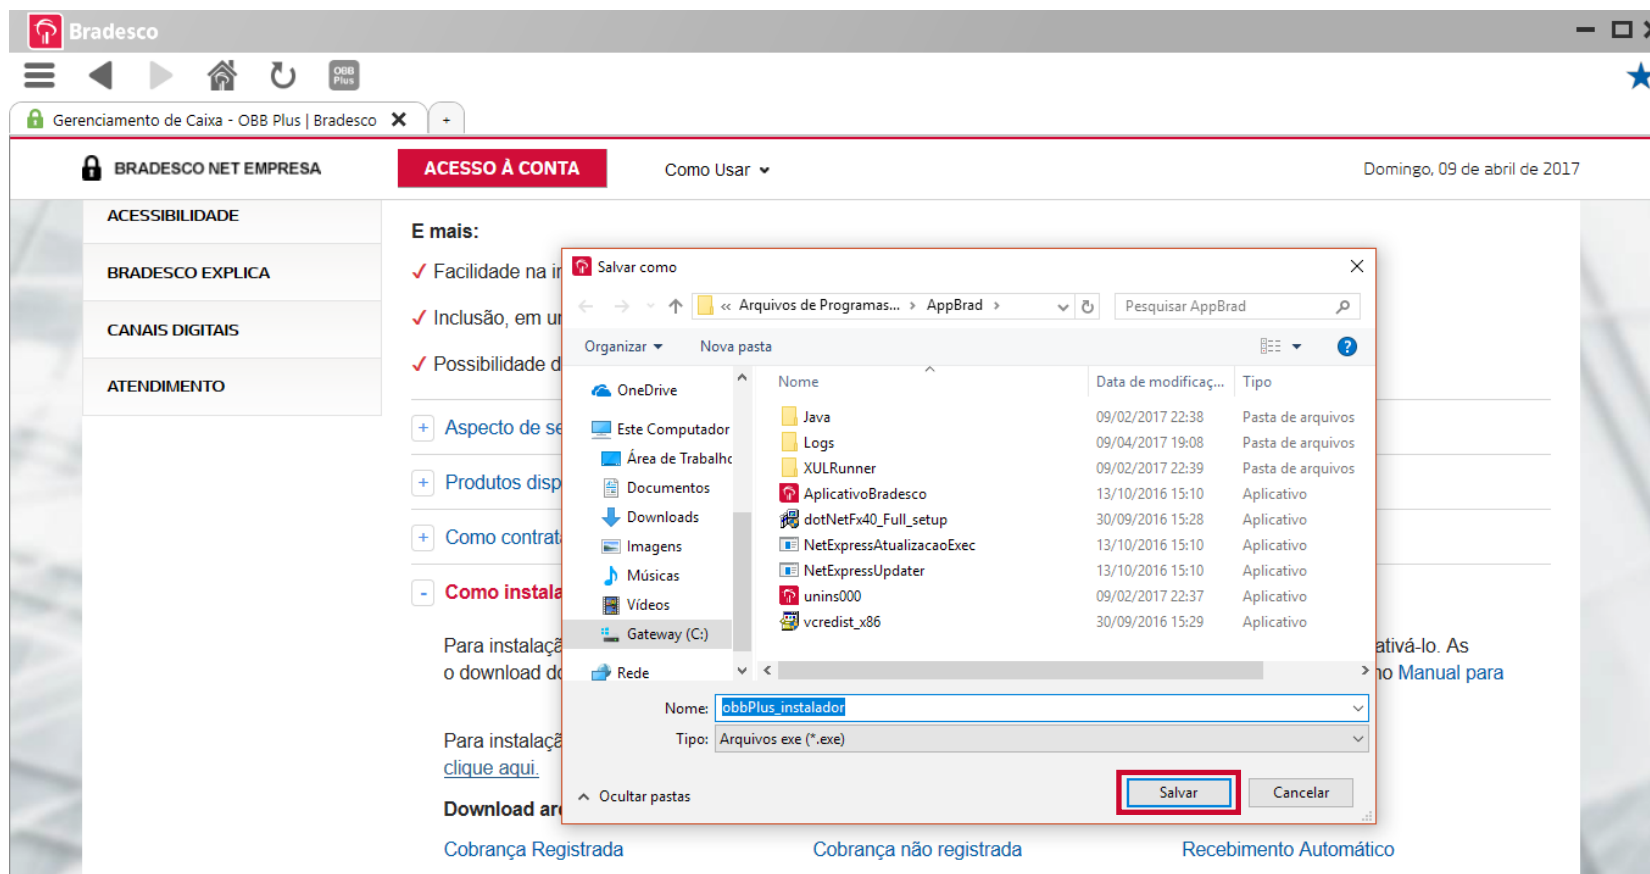 Bradesco
OBB Plus
Gerenciamento de Caixa - OBB Plus | Bradesco
+
BRADESCO NET EMPRESA
ACESSO À CONTA
Como Usar
Domingo, 09 de abril de 2017
ACESSIBILIDADE
BRADESCO EXPLICA
CANAIS DIGITAIS
ATENDIMENTO
E mais:
✓ Facilidade na i
✓ Inclusão, em u
✓ Possibilidade d
+ Aspecto de se
+ Produtos disp
+ Como contrat
- Como instala
Para instalaçã
ativá-lo. As
o download d
no Manual para
Para instalaçã
clique aqui.
Download ar
Cobrança Registrada Cobrança não registrada Recebimento Automático
Salvar como
« Arquivos de Programas... › AppBrad ›
Pesquisar AppBrad
Organizar Nova pasta
?
OneDrive
Este Computador
Área de Trabalho
Documentos
Downloads
Imagens
Músicas
Vídeos
Gateway (C:)
Rede
Nome Data de modificaç... Tipo
Java 09/02/2017 22:38 Pasta de arquivos
Logs 09/04/2017 19:08 Pasta de arquivos
XULRunner 09/02/2017 22:39 Pasta de arquivos
AplicativoBradesco 13/10/2016 15:10 Aplicativo
dotNetFx40_Full_setup 30/09/2016 15:28 Aplicativo
NetExpressAtualizacaoExec 13/10/2016 15:10 Aplicativo
NetExpressUpdater 13/10/2016 15:10 Aplicativo
unins000 09/02/2017 22:37 Aplicativo
vcredist_x86 30/09/2016 15:29 Aplicativo
Nome: obbPlus_instalador
Tipo: Arquivos exe (*.exe)
Ocultar pastas
Salvar
Cancelar